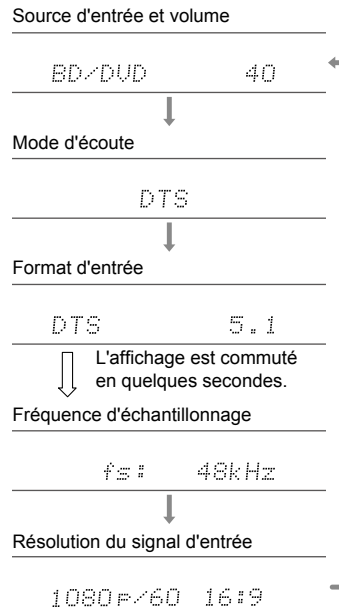 Source d'entrée et volume
BD/DVD 40
Mode d'écoute
DTS
Format d'entrée
DTS 5.1
L'affichage est commuté
en quelques secondes.
Fréquence d'échantillonnage
fs: 48kHz
Résolution du signal d'entrée
1080p/60 16:9